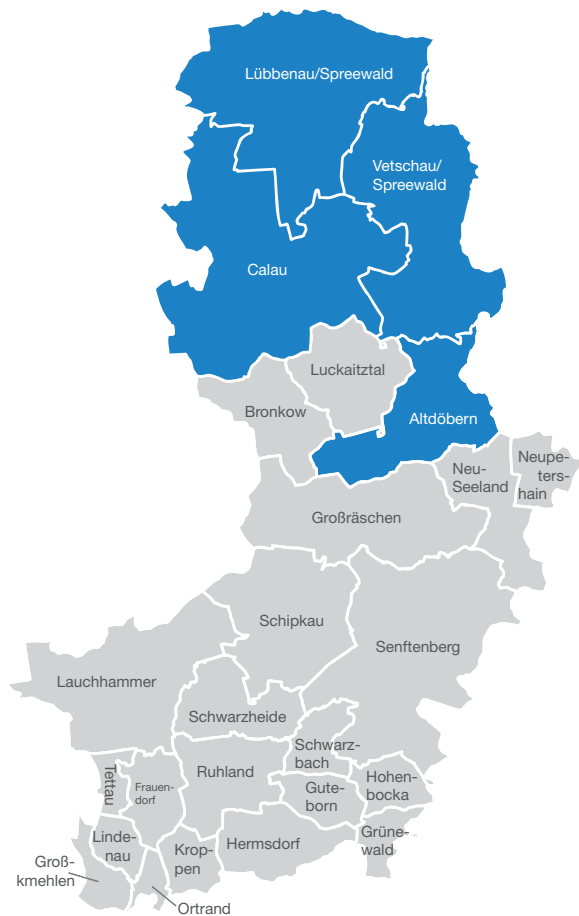 Lübbenau/Spreewald
Vetschau/
Spreewald
Calau
Luckaitztal
Bronkow
Altdöbern
Neu-
Seeland
Neupe-
ters-
hain
Großräschen
Schipkau
Senftenberg
Lauchhammer
Schwarzheide
Schwarz-
bach
Ruhland
Tettau
Frauen-
dorf
Gute-
born
Hohen-
bocka
Linde-
nau
Krop-
pen
Hermsdorf
Grüne-
wald
Groß-
kmehlen
Ortrand